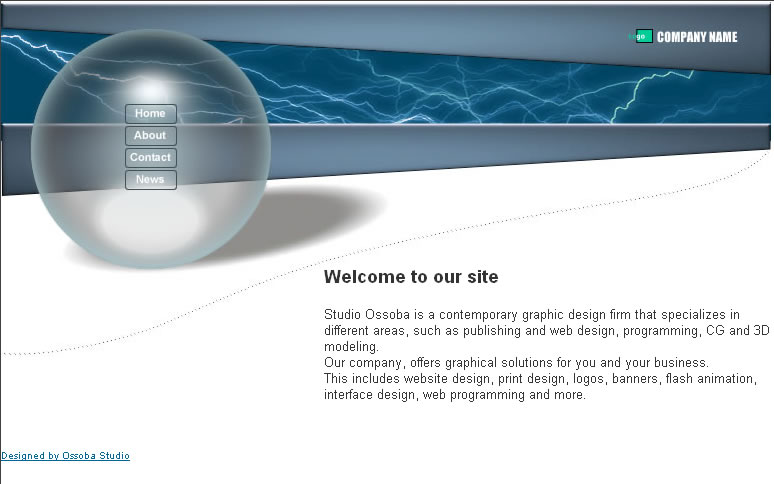 Logo
COMPANY NAME
Home
About
Contact
News
Welcome to our site
Studio Ossoba is a contemporary graphic design firm that specializes in
different areas, such as publishing and web design, programming, CG and 3D
modeling.
Our company, offers graphical solutions for you and your business.
This includes website design, print design, logos, banners, flash animation,
interface design, web programming and more.
Designed by Ossoba Studio